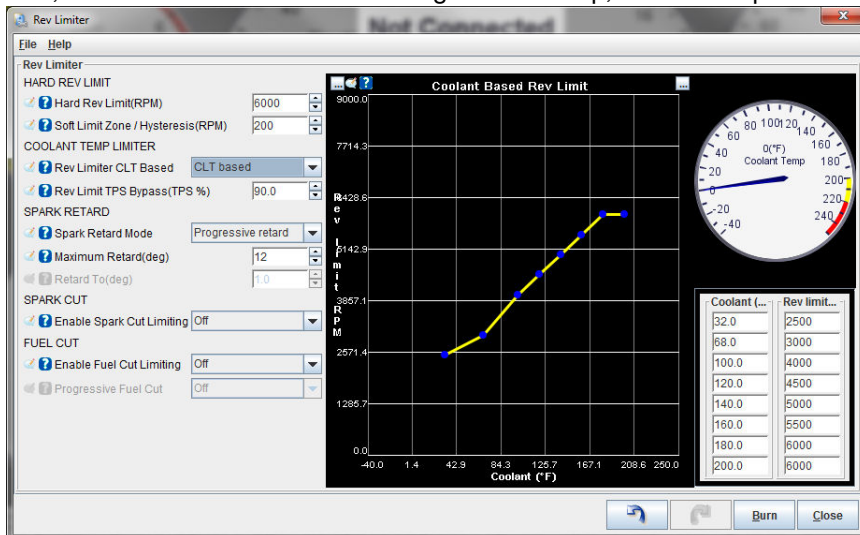 Rev Limiter
Not Connected
File Help
Rev Limiter
HARD REV LIMIT
Hard Rev Limit(RPM) 6000
Soft Limit Zone / Hysteresis(RPM) 200
COOLANT TEMP LIMITER
Rev Limiter CLT Based CLT based
Rev Limit TPS Bypass(TPS %) 90.0
SPARK RETARD
Spark Retard Mode Progressive retard
Maximum Retard(deg) 12
Retard To(deg) 1.0
SPARK CUT
Enable Spark Cut Limiting Off
FUEL CUT
Enable Fuel Cut Limiting Off
Progressive Fuel Cut Off
... ? Coolant Based Rev Limit ...
9000.0
7714.3
6428.6
5142.9
3857.1
2571.4
1285.7
0.0
Rev Limit RPM
-40.0 1.4 42.9 84.3 125.7 167.1 208.6 250.0
Coolant (°F)
-40 -20 0 20 40 60 80 100 120 140 160 180 200 220 240
0(°F)
Coolant Temp
Coolant (... Rev limit...
32.0 2500
68.0 3000
100.0 4000
120.0 4500
140.0 5000
160.0 5500
180.0 6000
200.0 6000
Burn Close